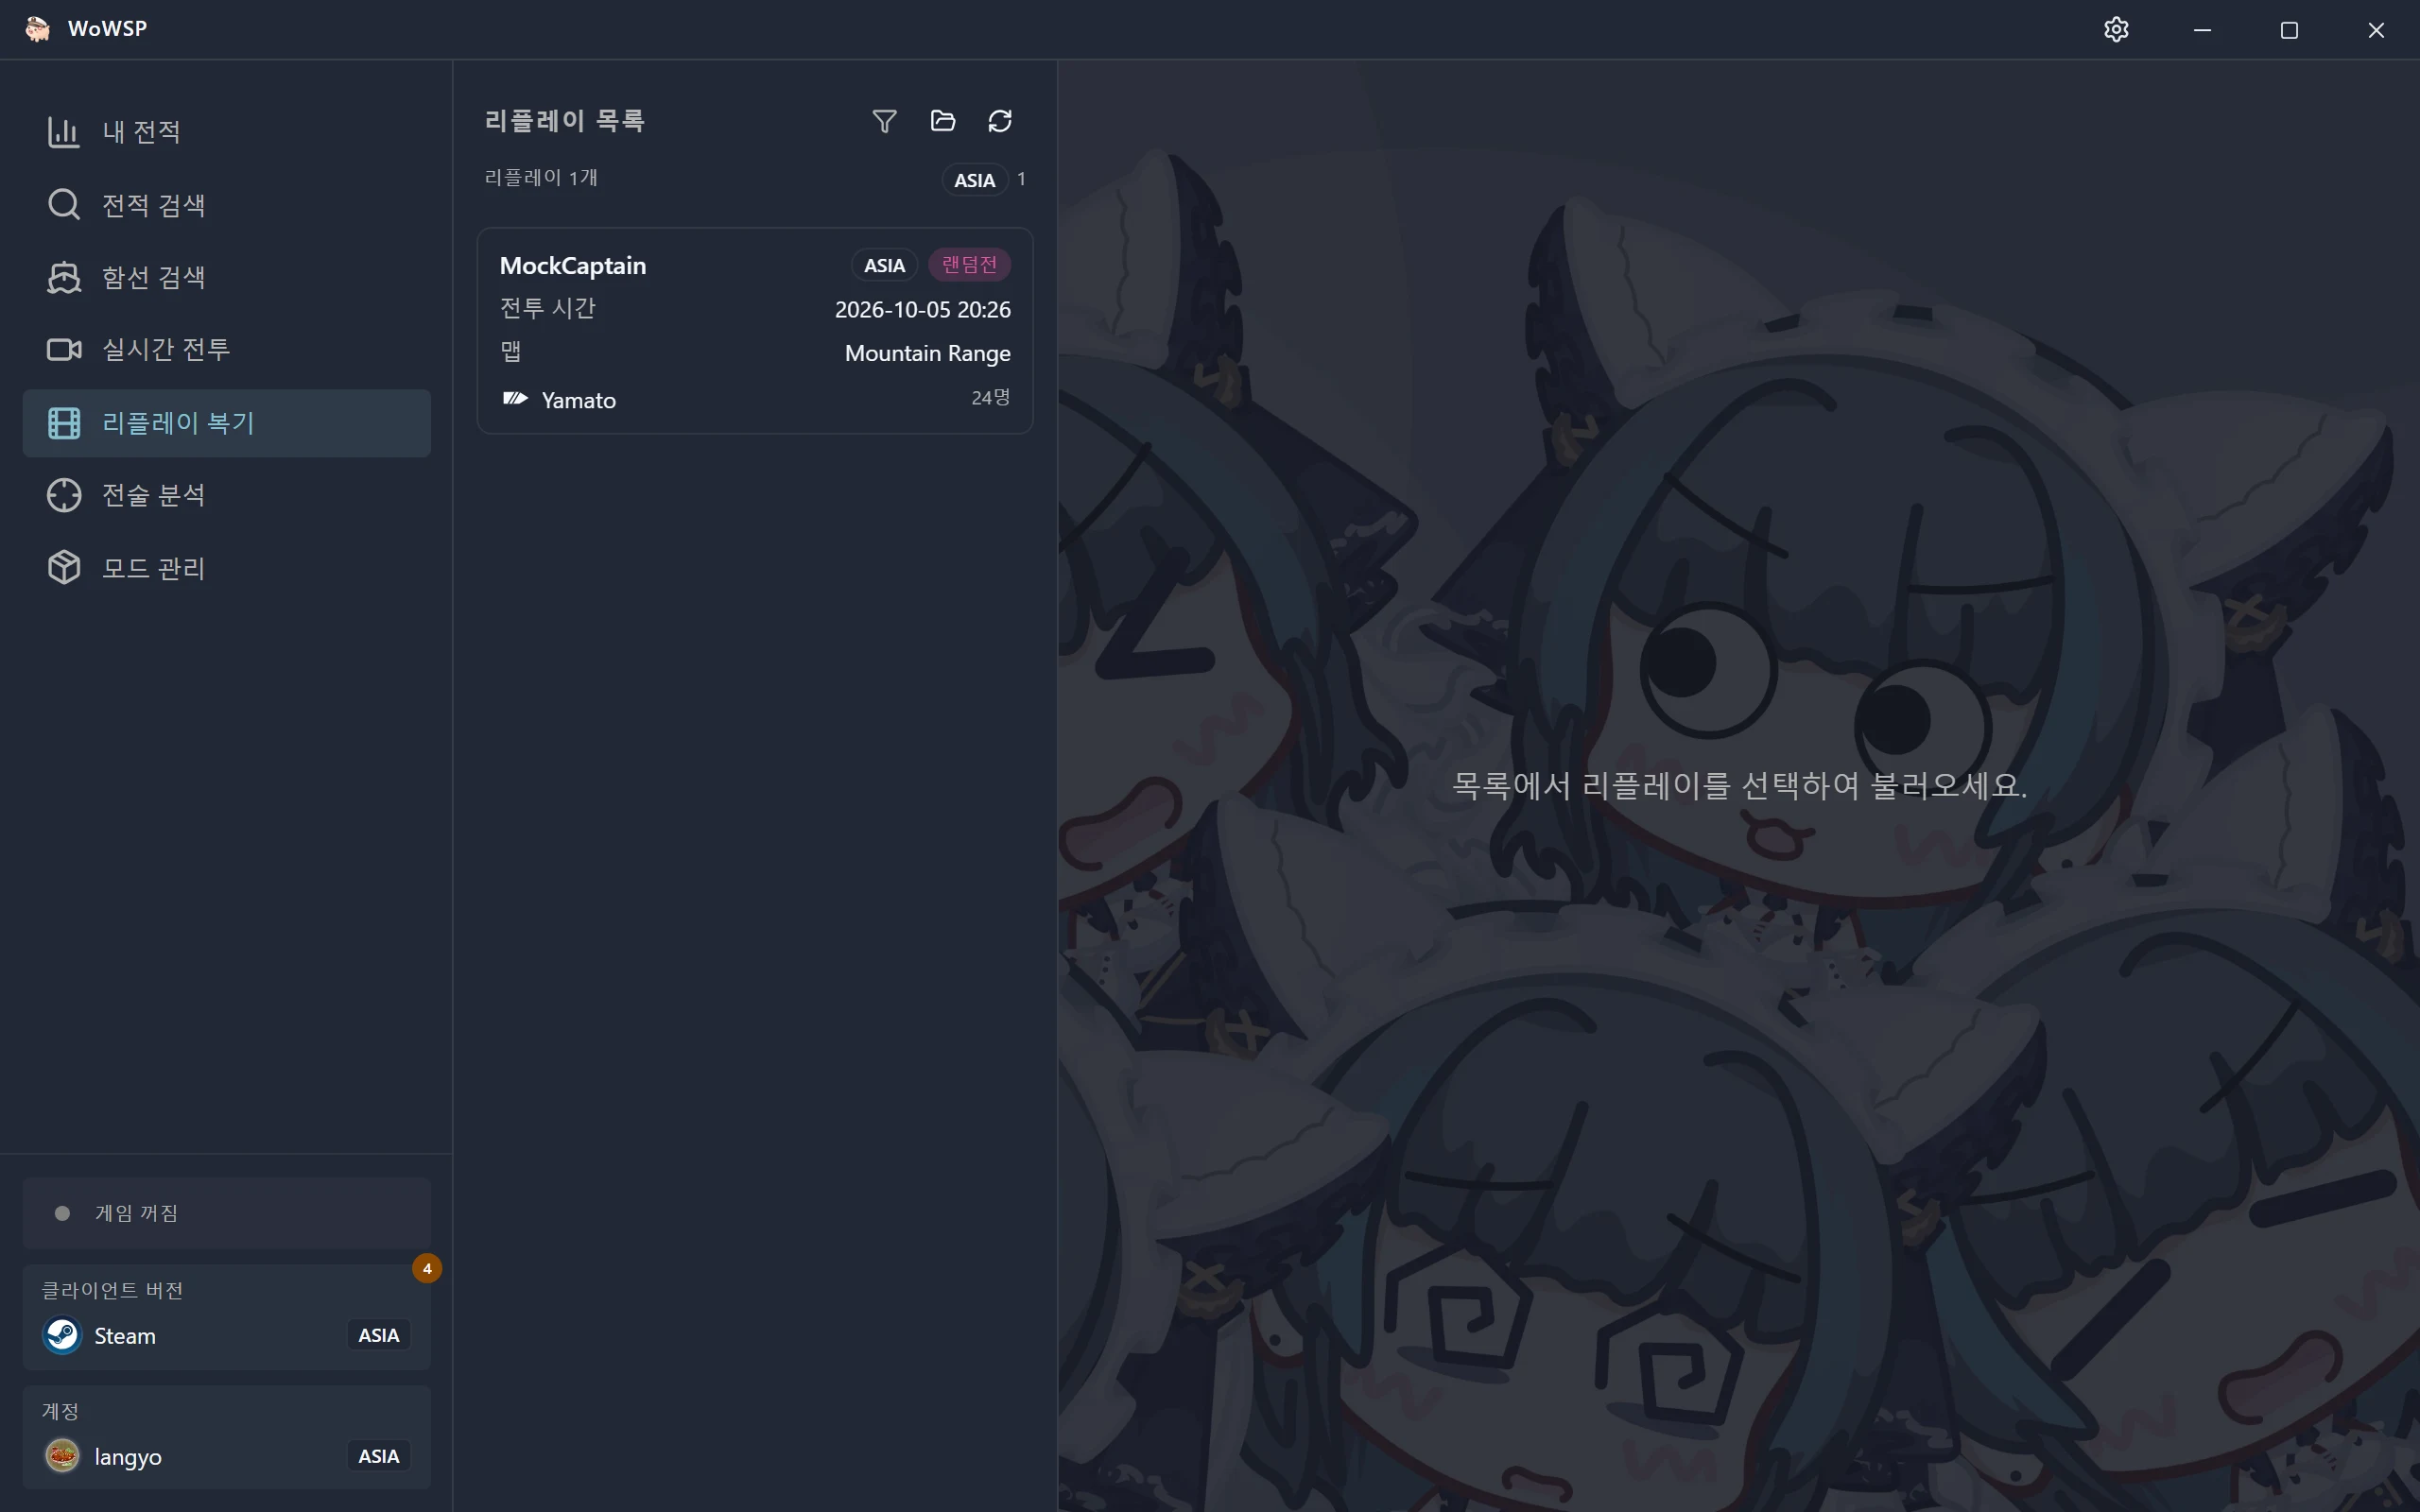 WoWSP
내 전적
전적 검색
함선 검색
실시간 전투
리플레이 복기
전술 분석
모드 관리
게임 꺼짐
4
클라이언트 버전
Steam ASIA
계정
langyo ASIA
리플레이 목록
리플레이 1개 ASIA 1
MockCaptain ASIA 랜덤전
전투 시간 2026-10-05 20:26
맵 Mountain Range
Yamato 24명
목록에서 리플레이를 선택하여 불러오세요.